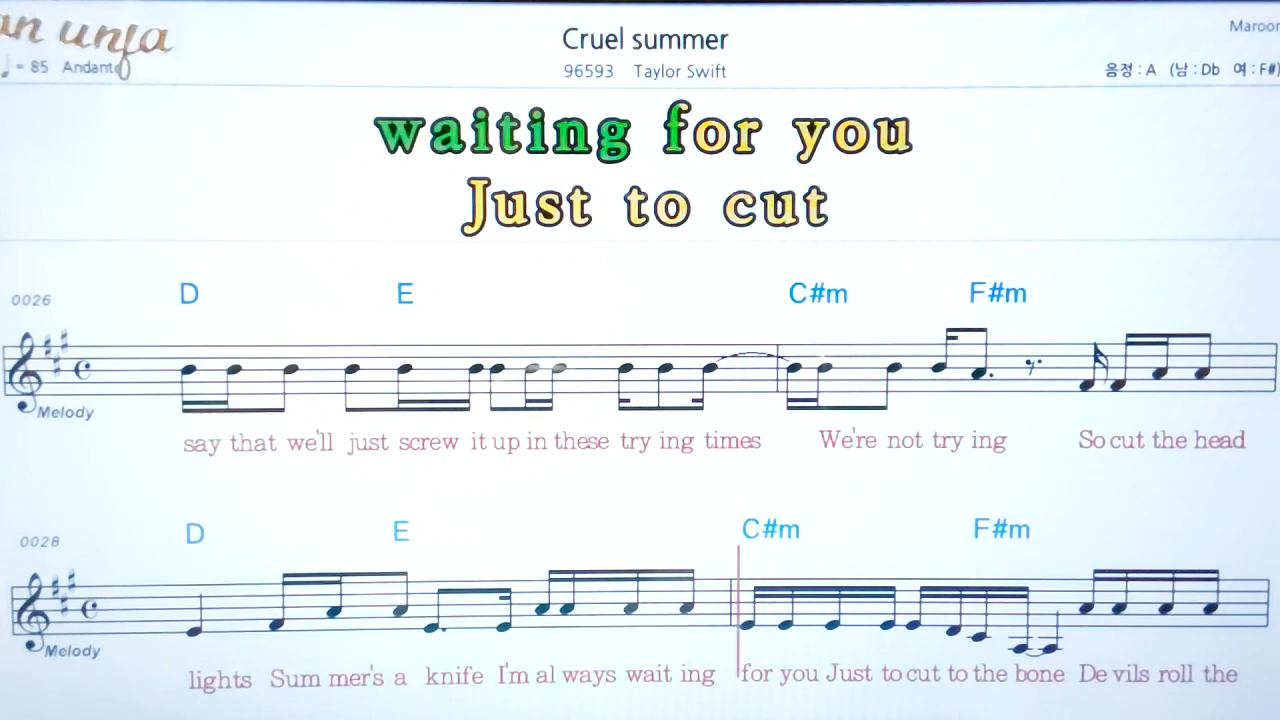 Cruel summer
Maroon
♩ = 85 Andante
96593 Taylor Swift
음정 : A (남 : Db 여 : F#)
waiting for you
Just to cut
0026 D E C#m F#m
Melody
say that we'll just screw it up in these try ing times We're not try ing So cut the head
0028 D E C#m F#m
Melody
lights Sum mer's a knife I'm al ways wait ing for you Just to cut to the bone De vils roll the